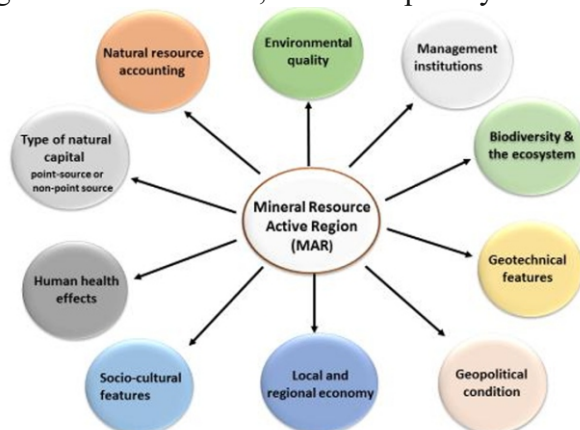 Environmental
quality
Management
institutions
Natural resource
accounting
Biodiversity &
the ecosystem
Type of natural
capital
point-source or
non-point source
Mineral Resource
Active Region
(MAR)
Geotechnical
features
Human health
effects
Socio-cultural
features
Local and
regional economy
Geopolitical
condition